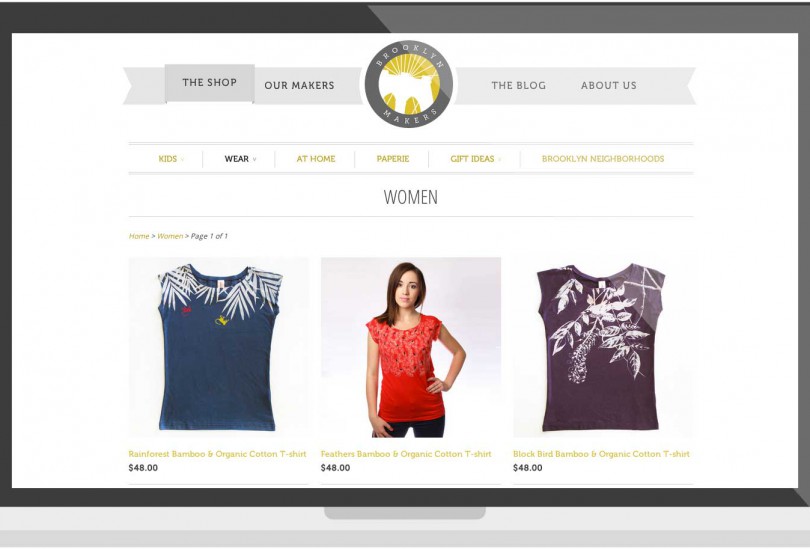 BROOKLYN
MAKERS
THE SHOP
OUR MAKERS
THE BLOG
ABOUT US
KIDS
WEAR
AT HOME
PAPERIE
GIFT IDEAS
BROOKLYN NEIGHBORHOODS
WOMEN
Home > Women > Page 1 of 1
Rainforest Bamboo & Organic Cotton T-shirt
$48.00
Feathers Bamboo & Organic Cotton T-shirt
$48.00
Block Bird Bamboo & Organic Cotton T-shirt
$48.00